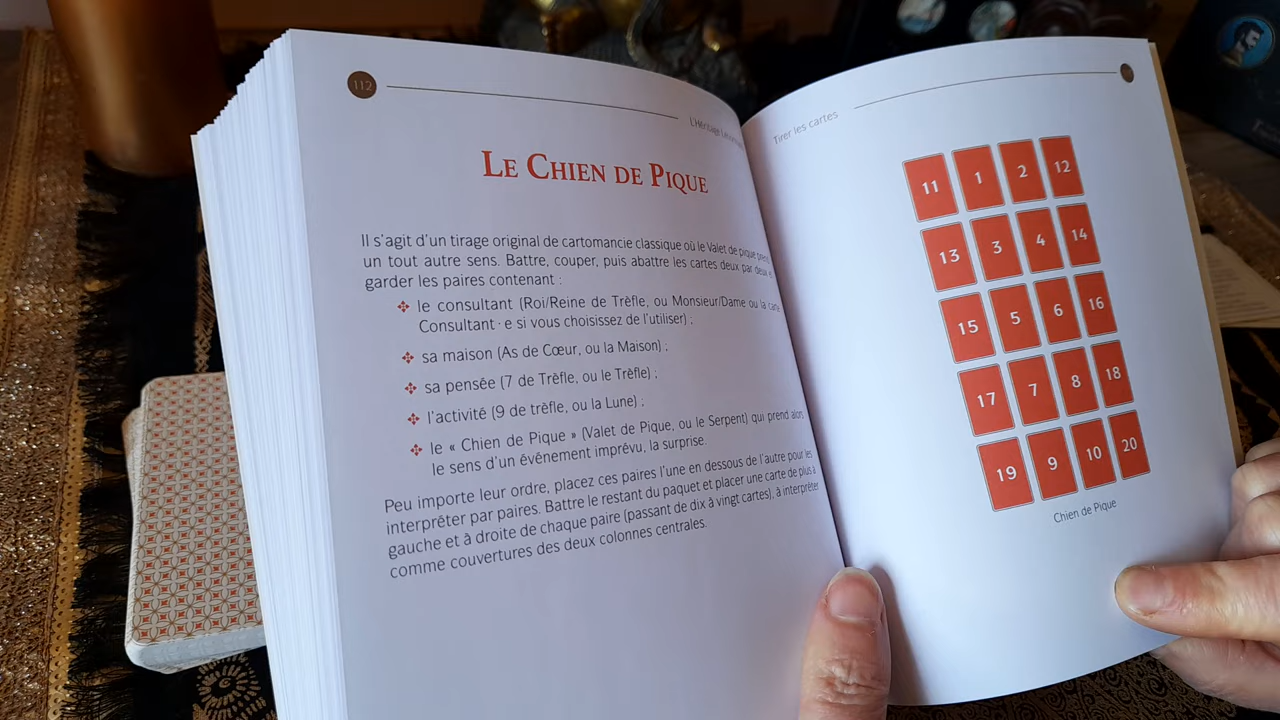 112
L'Héritage
LE CHIEN DE PIQUE
Il s'agit d'un tirage original de cartomancie classique où le Valet de pique prend
un tout autre sens. Battre, couper, puis abattre les cartes deux par deux et
garder les paires contenant :
le consultant (Roi/Reine de Trèfle, ou Monsieur/Dame ou la carte
Consultant·e si vous choisissez de l'utiliser) ;
sa maison (As de Cœur, ou la Maison) ;
sa pensée (7 de Trèfle, ou le Trèfle) ;
l'activité (9 de trèfle, ou la Lune) ;
le « Chien de Pique » (Valet de Pique, ou le Serpent) qui prend alors
le sens d'un événement imprévu, la surprise.
Peu importe leur ordre, placez ces paires l'une en dessous de l'autre pour les
interpréter par paires. Battre le restant du paquet et placer une carte de plus à
gauche et à droite de chaque paire (passant de dix à vingt cartes), à interpréter
comme couvertures des deux colonnes centrales.
Tirer les cartes
11 1 2 12
13 3 4 14
15 5 6 16
17 7 8 18
19 9 10 20
Chien de Pique